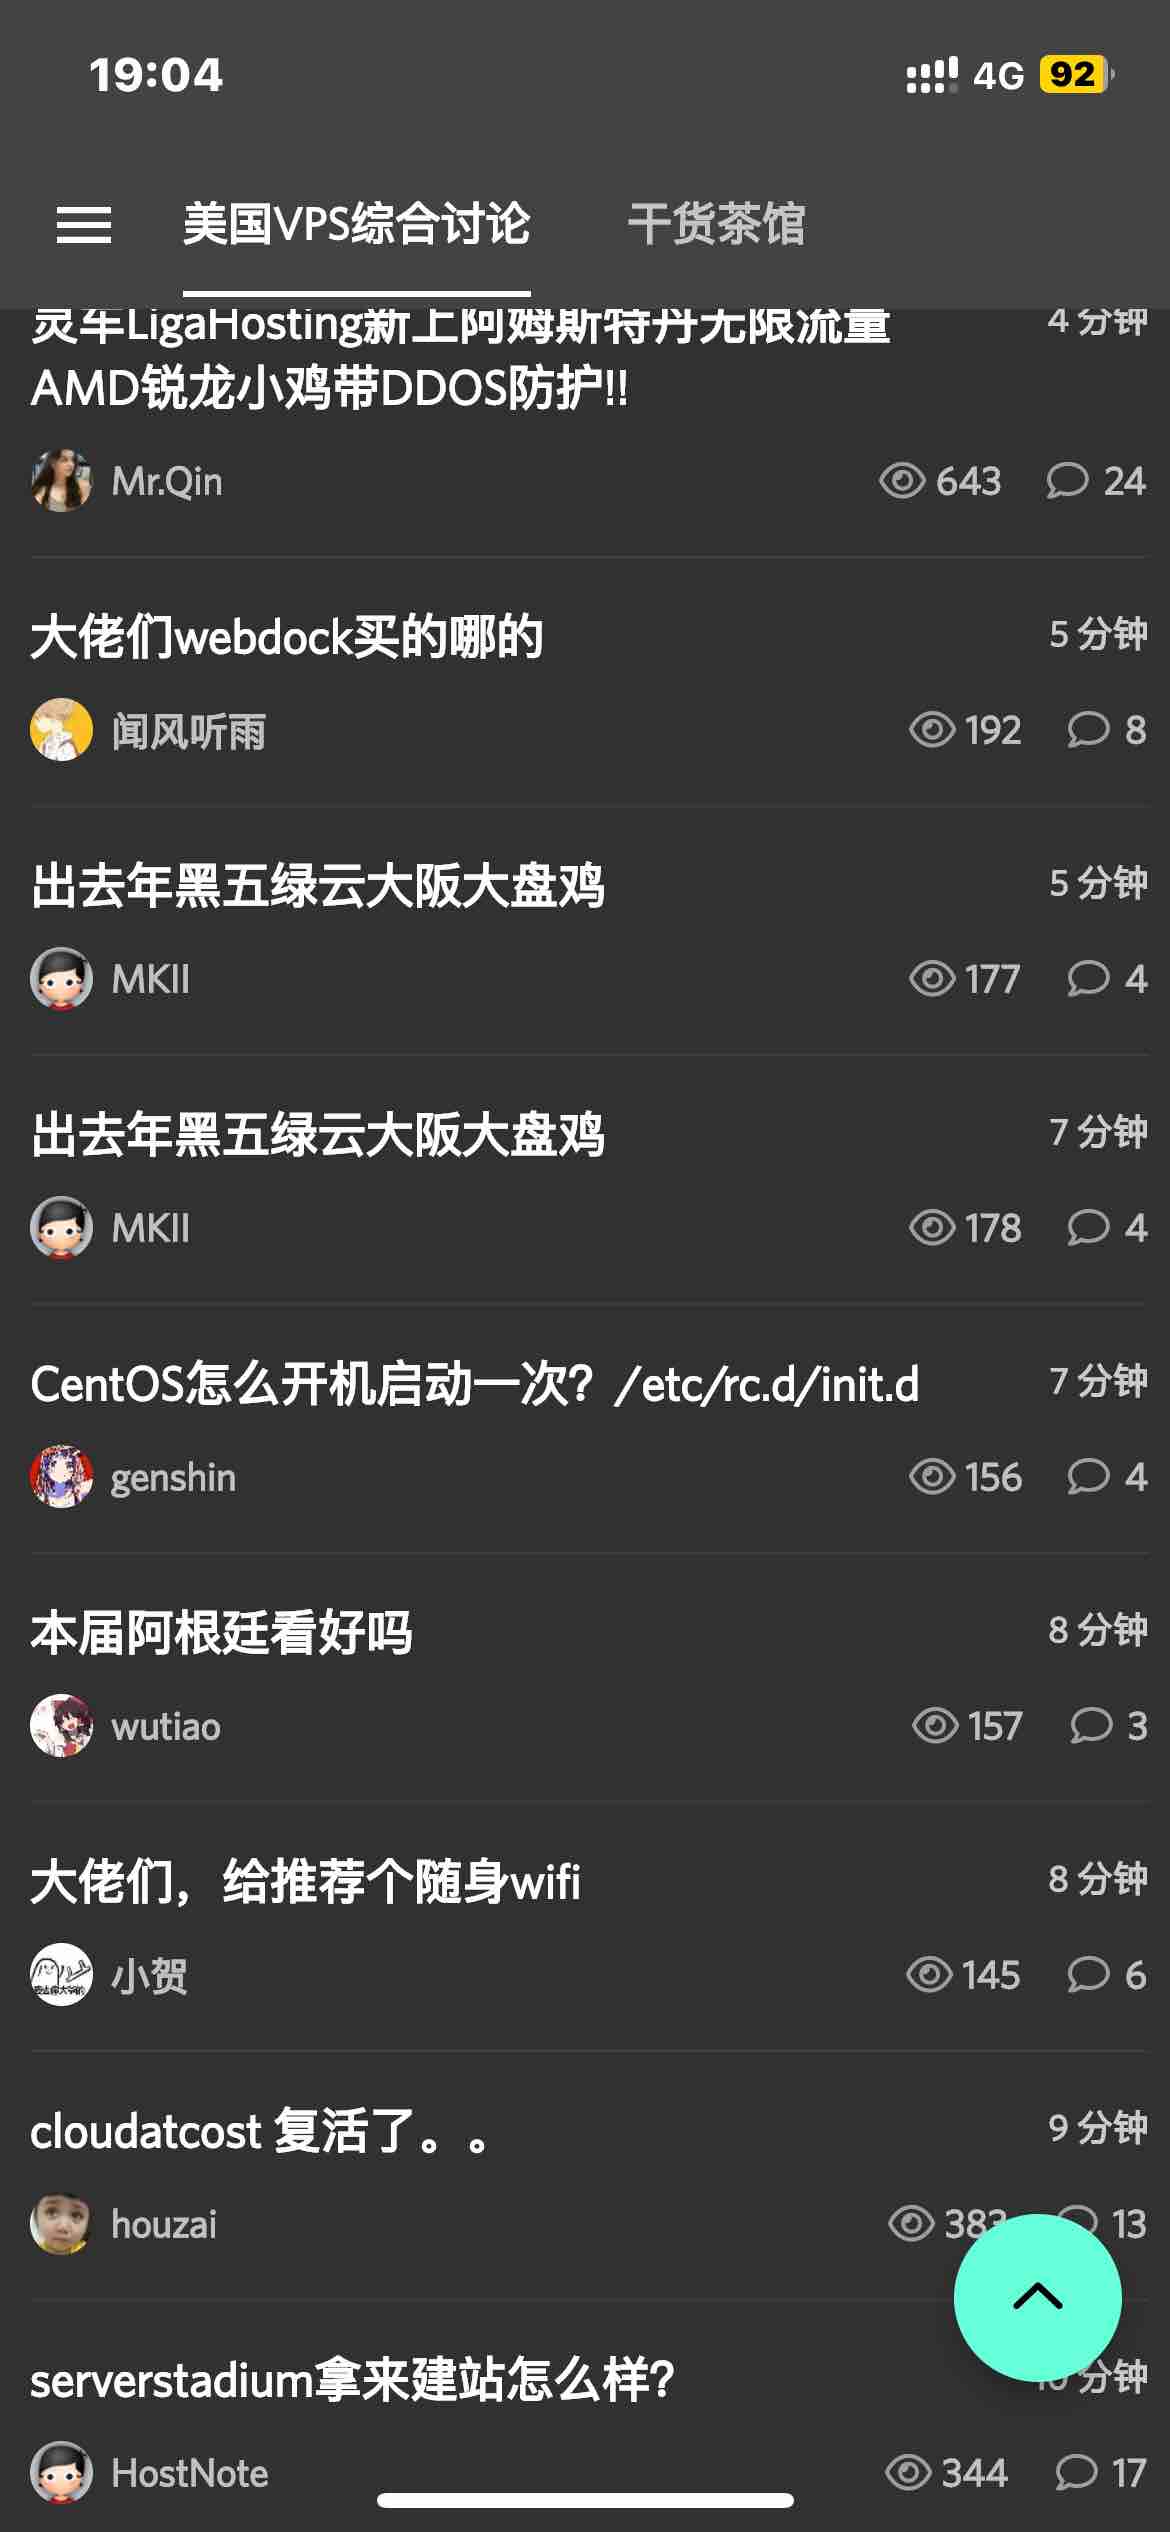 19:04
4G 92
美国VPS综合讨论 干货茶馆
灵车LigaHosting新上阿姆斯特丹无限流量 4 分钟
AMD锐龙小鸡带DDOS防护!!
Mr.Qin 643 24
大佬们webdock买的哪的 5 分钟
闻风听雨 192 8
出去年黑五绿云大阪大盘鸡 5 分钟
MKII 177 4
出去年黑五绿云大阪大盘鸡 7 分钟
MKII 178 4
CentOS怎么开机启动一次？/etc/rc.d/init.d 7 分钟
genshin 156 4
本届阿根廷看好吗 8 分钟
wutiao 157 3
大佬们，给推荐个随身wifi 8 分钟
小贺 145 6
cloudatcost 复活了。。 9 分钟
houzai 383 13
serverstadium拿来建站怎么样？ 10 分钟
HostNote 344 17